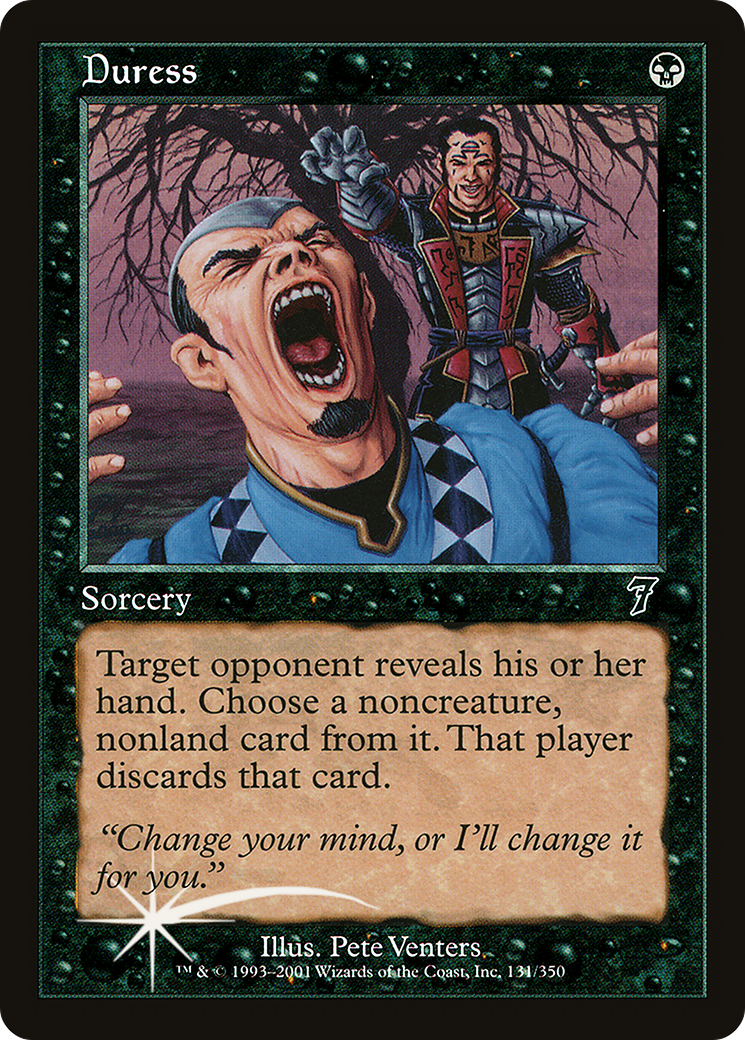 Duress
Sorcery
7
Target opponent reveals his or her
hand. Choose a noncreature,
nonland card from it. That player
discards that card.
“Change your mind, or I’ll change it
for you.”
Illus. Pete Venters
™ & © 1993–2001 Wizards of the Coast, Inc. 131/350